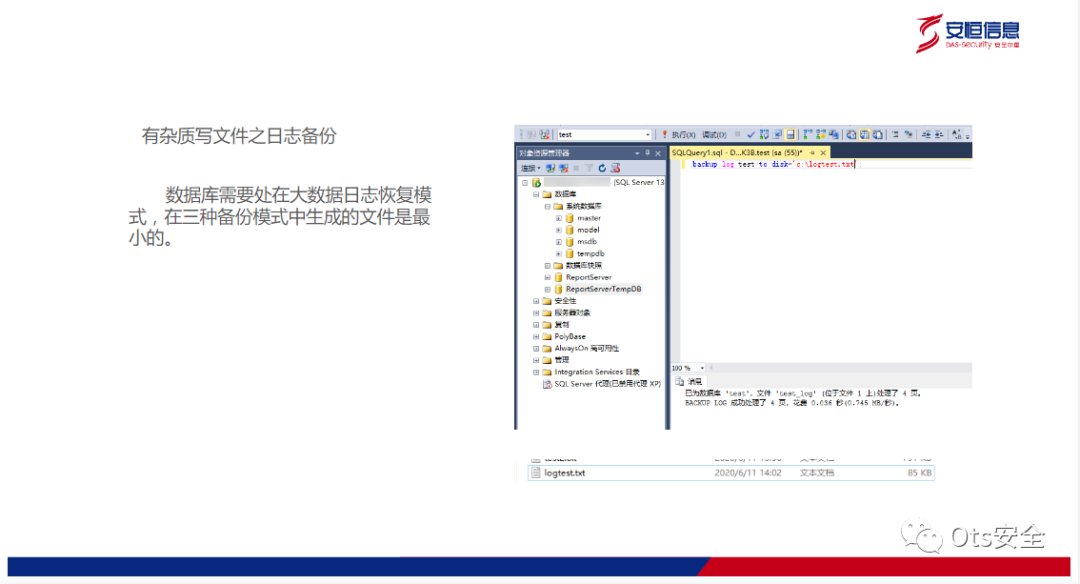 安恒信息
DAS-Security 安全中国
有杂质写文件之日志备份
数据库需要处在大数据日志恢复模
式，在三种备份模式中生成的文件是最
小的。
test
执行(X) 调试(D)
对象资源管理器
连接
(SQL Server 13
数据库
系统数据库
master
model
msdb
tempdb
数据库快照
ReportServer
ReportServerTempDB
安全性
服务器对象
复制
PolyBase
AlwaysOn 高可用性
管理
Integration Services 目录
SQL Server 代理(已禁用代理 XP)
SQLQuery1.sql - D...K3B.test (sa (55))*
backup log test to disk='c:\logtest.txt'
100 %
消息
已为数据库 'test'，文件 'test_log' (位于文件 1 上)处理了 4 页。
BACKUP LOG 成功处理了 4 页，花费 0.036 秒(0.745 MB/秒)。
logtest.txt 2020/6/11 14:02 文本文档 85 KB
Ots安全